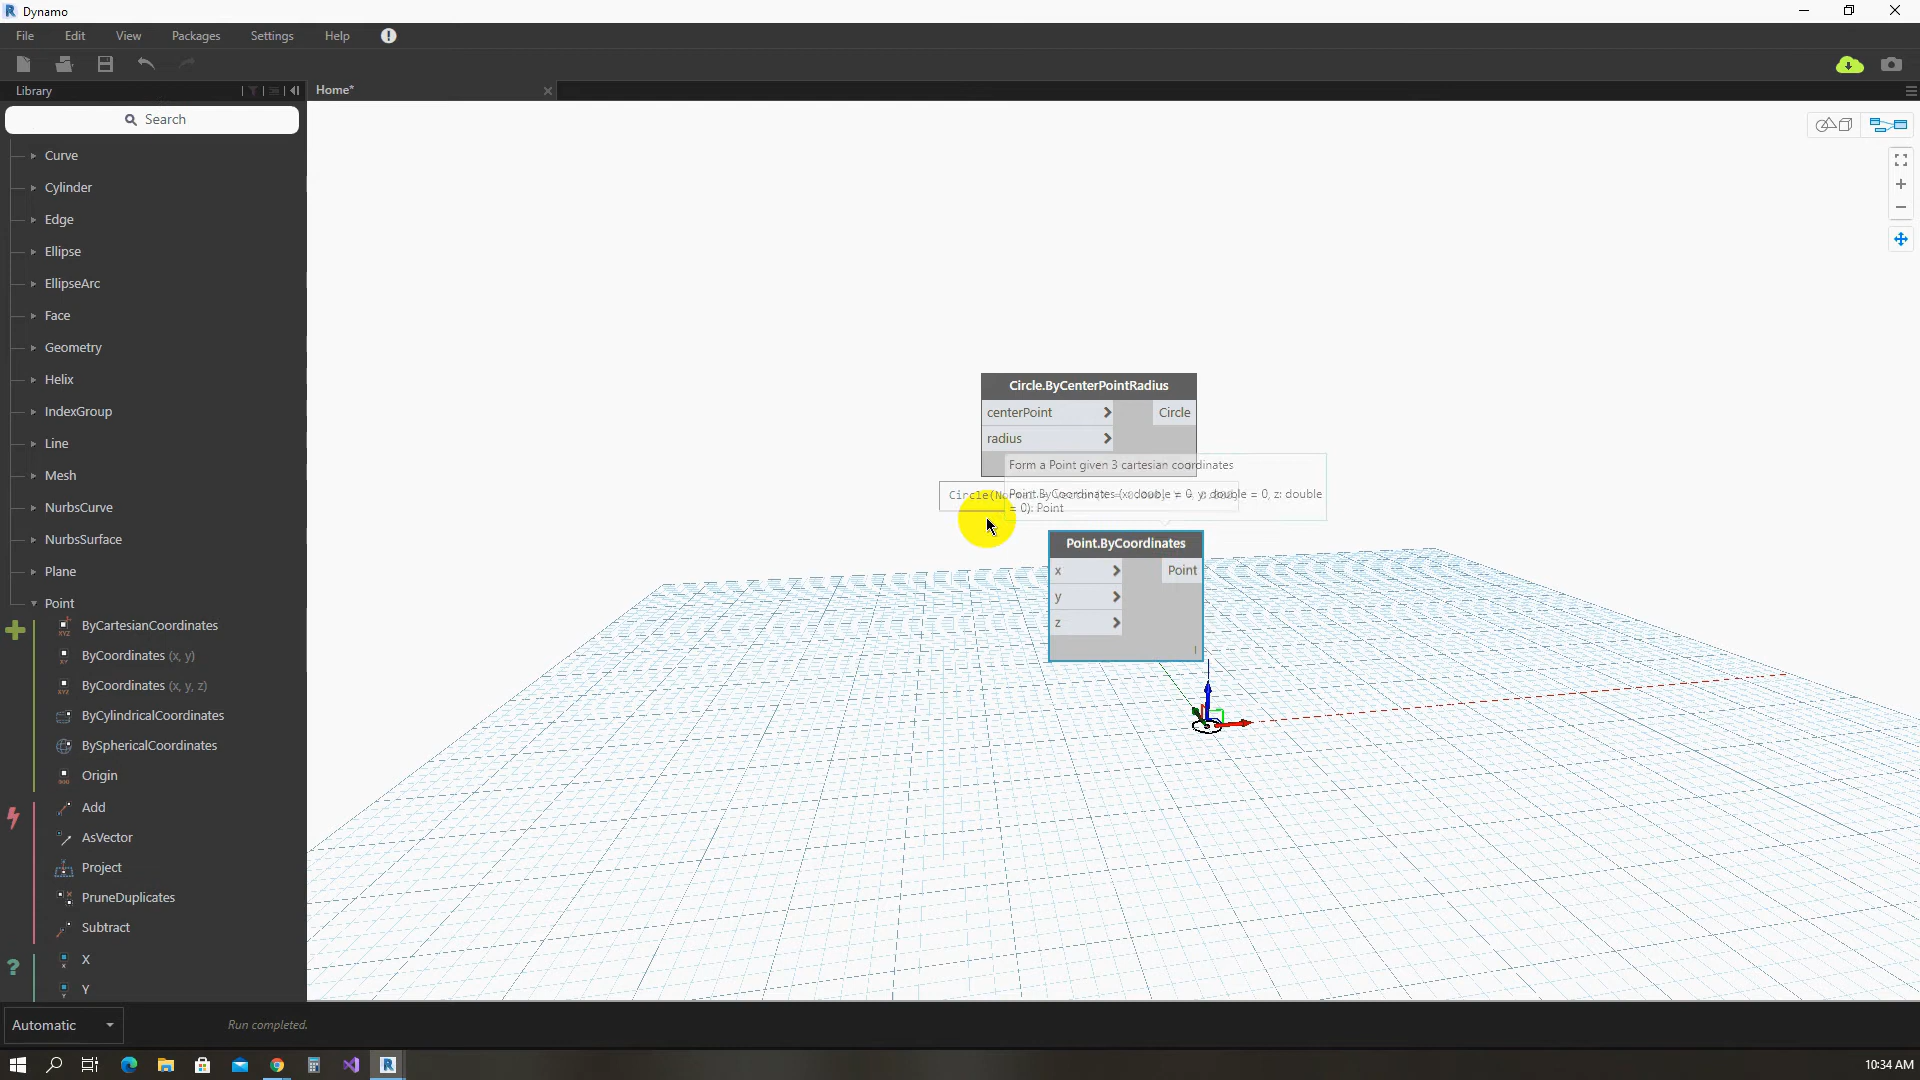 Dynamo
File Edit View Packages Settings Help
Library
Home*
Search
Curve
Cylinder
Edge
Ellipse
EllipseArc
Face
Geometry
Helix
IndexGroup
Line
Mesh
NurbsCurve
NurbsSurface
Plane
Point
ByCartesianCoordinates
ByCoordinates (x, y)
ByCoordinates (x, y, z)
ByCylindricalCoordinates
BySphericalCoordinates
Origin
Add
AsVector
Project
PruneDuplicates
Subtract
X
Y
Circle.ByCenterPointRadius
centerPoint > Circle
radius >
Form a Point given 3 cartesian coordinates
Point.ByCoordinates (x: double = 0, y: double = 0, z: double
= 0): Point
Point.ByCoordinates
x > Point
y >
z >
Automatic
Run completed.
10:34 AM